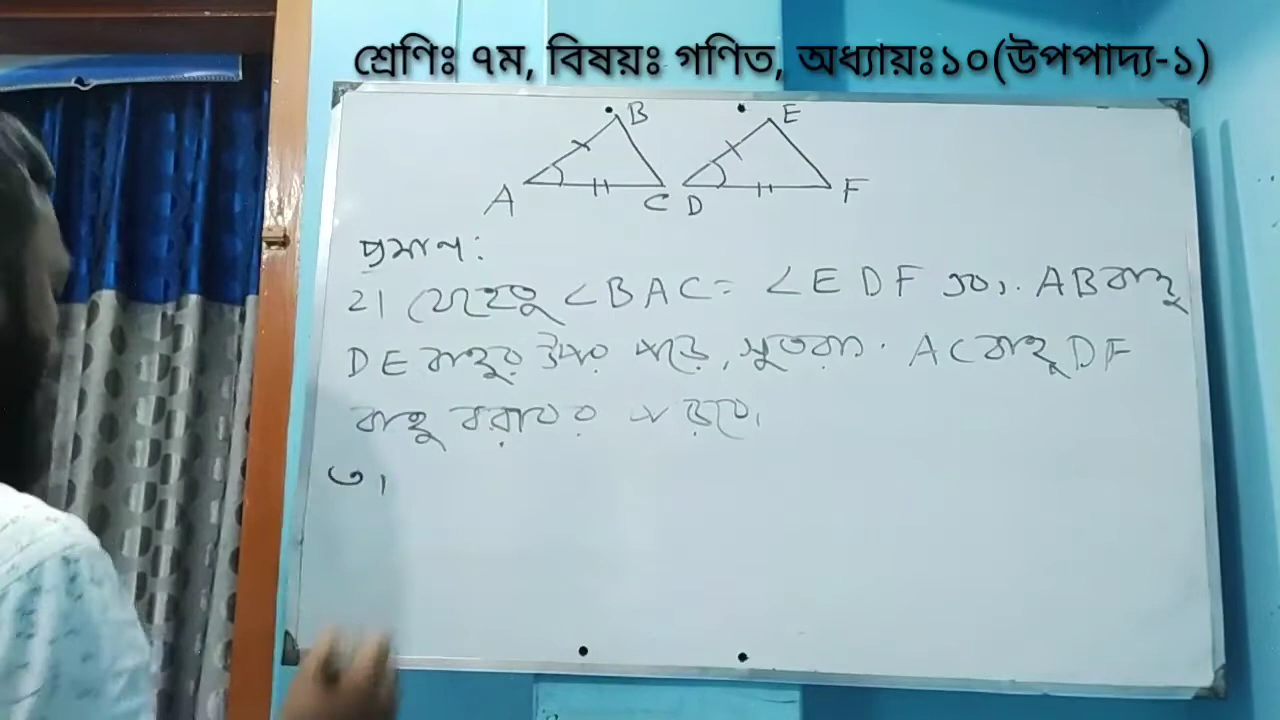 শ্রেণিঃ ৭ম, বিষয়ঃ গণিত, অধ্যায়ঃ১০(উপপাদ্য-১)
B E
A C D F
প্রমাণ:
২। যেহেতু ∠BAC = ∠EDF এবং AB বাহু
DE বাহুর উপর পড়ে, সুতরাং AC বাহু DF
বাহু বরাবর পড়বে।
৩।